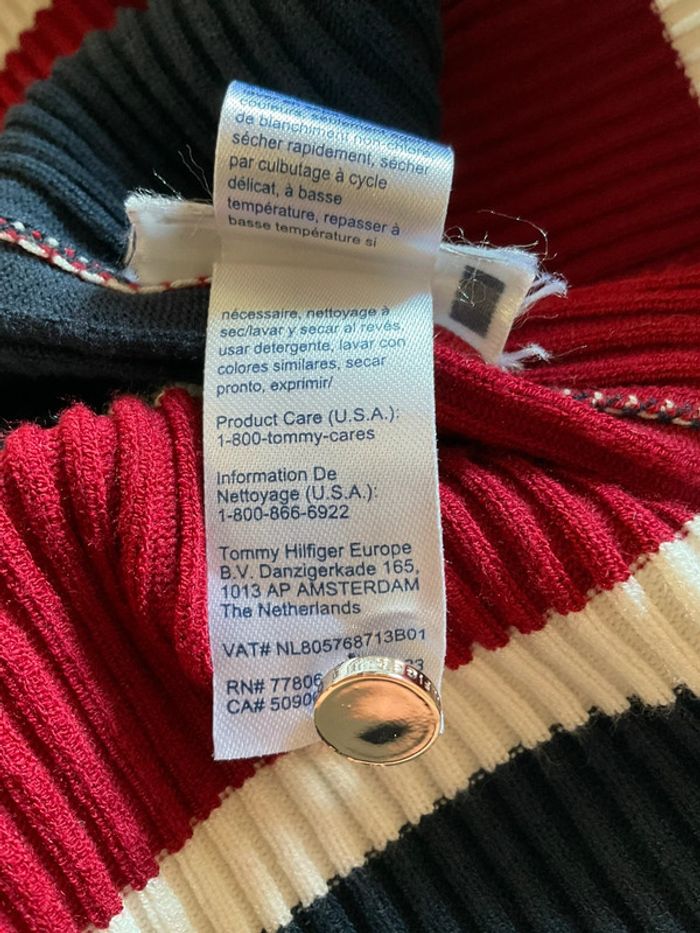 de blanchiment non-chloré
sécher rapidement, sécher
par culbutage à cycle
délicat, à basse
température, repasser à
basse température si
nécessaire, nettoyage à
sec/lavar y secar al revés,
usar detergente, lavar con
colores similares, secar
pronto, exprimir/
Product Care (U.S.A.):
1-800-tommy-cares
Information De
Nettoyage (U.S.A.):
1-800-866-6922
Tommy Hilfiger Europe
B.V. Danzigerkade 165,
1013 AP AMSTERDAM
The Netherlands
VAT# NL805768713B01
RN# 77806
CA# 5090